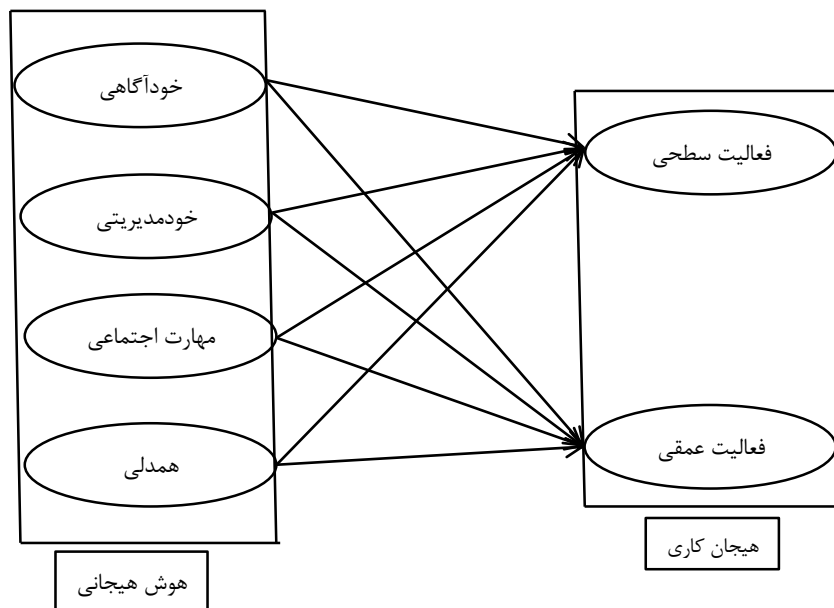 خودآگاهی
خودمدیریتی
مهارت اجتماعی
همدلی
هوش هیجانی
فعالیت سطحی
فعالیت عمقی
هیجان کاری